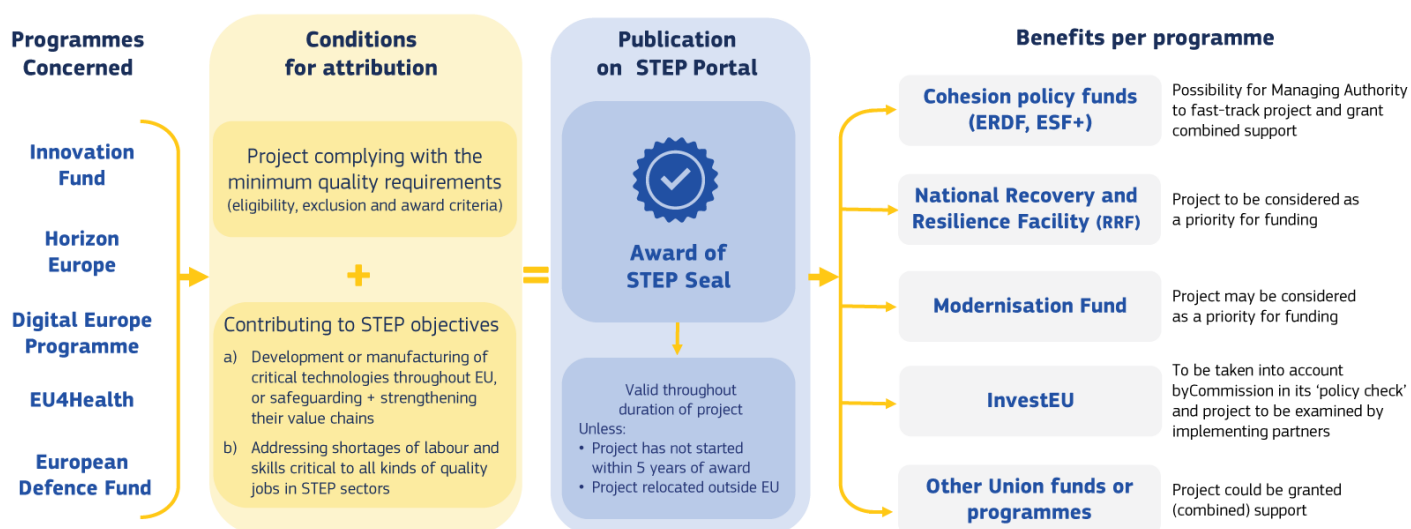 Programmes
Concerned
Innovation
Fund
Horizon
Europe
Digital Europe
Programme
EU4Health
European
Defence Fund
Conditions
for attribution
Project complying with the
minimum quality requirements
(eligibility, exclusion and award criteria)
+
Contributing to STEP objectives
a) Development or manufacturing of
critical technologies throughout EU,
or safeguarding + strengthening
their value chains
b) Addressing shortages of labour and
skills critical to all kinds of quality
jobs in STEP sectors
=
Publication
on STEP Portal
Award of
STEP Seal
Valid throughout
duration of project
Unless:
• Project has not started
within 5 years of award
• Project relocated outside EU
Benefits per programme
Cohesion policy funds
(ERDF, ESF+)
Possibility for Managing Authority
to fast-track project and grant
combined support
National Recovery and
Resilience Facility (RRF)
Project to be considered as
a priority for funding
Modernisation Fund
Project may be considered
as a priority for funding
InvestEU
To be taken into account
byCommission in its ‘policy check’
and project to be examined by
implementing partners
Other Union funds or
programmes
Project could be granted
(combined) support